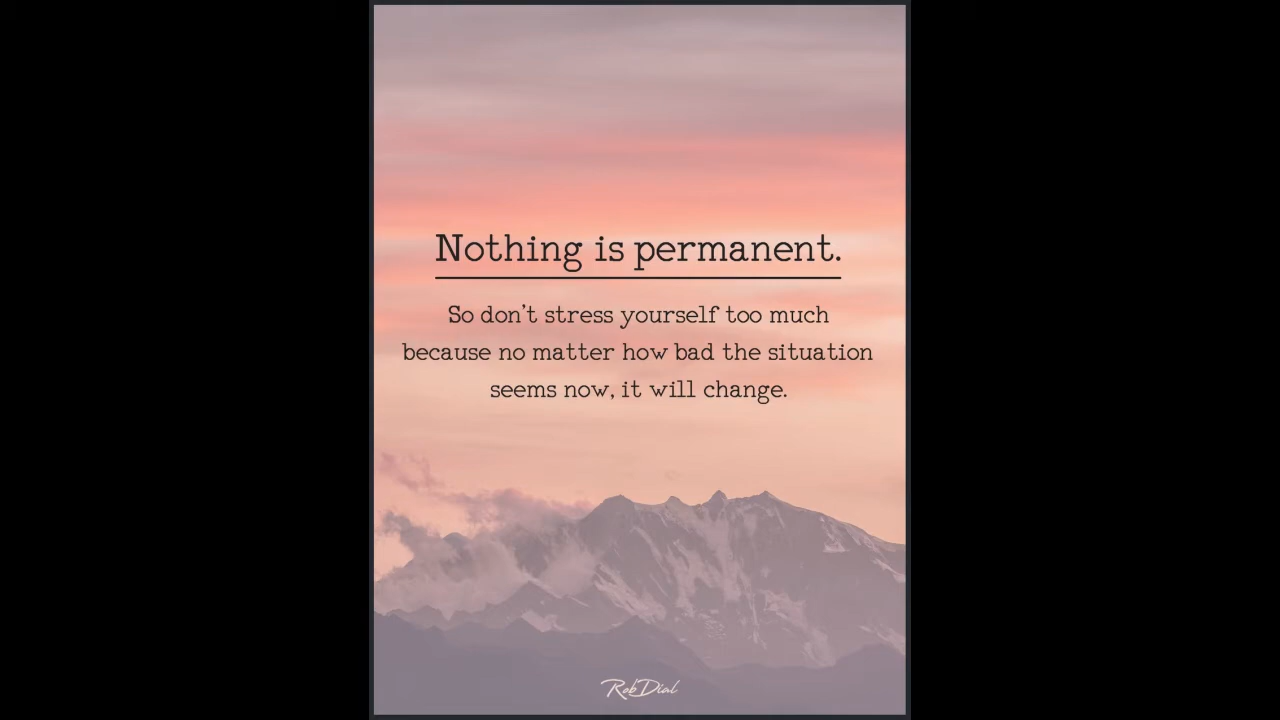 Nothing is permanent.
So don't stress yourself too much
because no matter how bad the situation
seems now, it will change.
Rob Dial